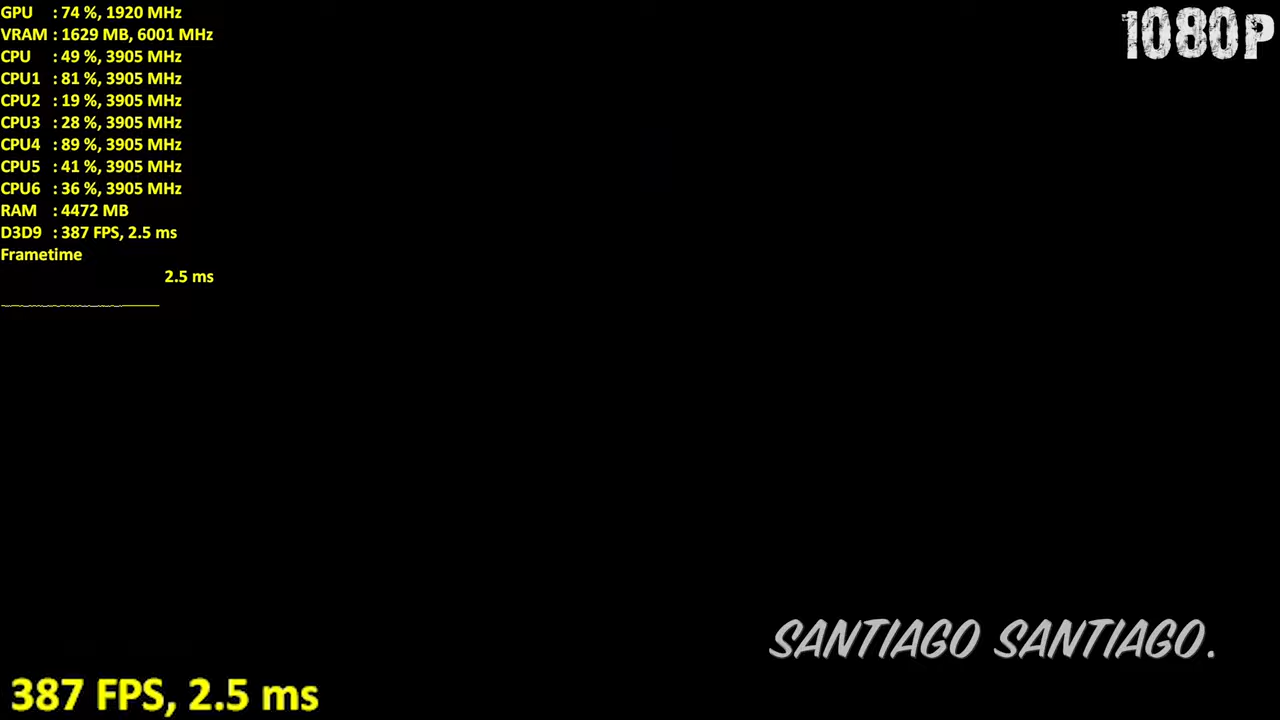 GPU : 74 %, 1920 MHz
VRAM : 1629 MB, 6001 MHz
CPU : 49 %, 3905 MHz
CPU1 : 81 %, 3905 MHz
CPU2 : 19 %, 3905 MHz
CPU3 : 28 %, 3905 MHz
CPU4 : 89 %, 3905 MHz
CPU5 : 41 %, 3905 MHz
CPU6 : 36 %, 3905 MHz
RAM : 4472 MB
D3D9 : 387 FPS, 2.5 ms
Frametime
2.5 ms
1080P
SANTIAGO SANTIAGO.
387 FPS, 2.5 ms